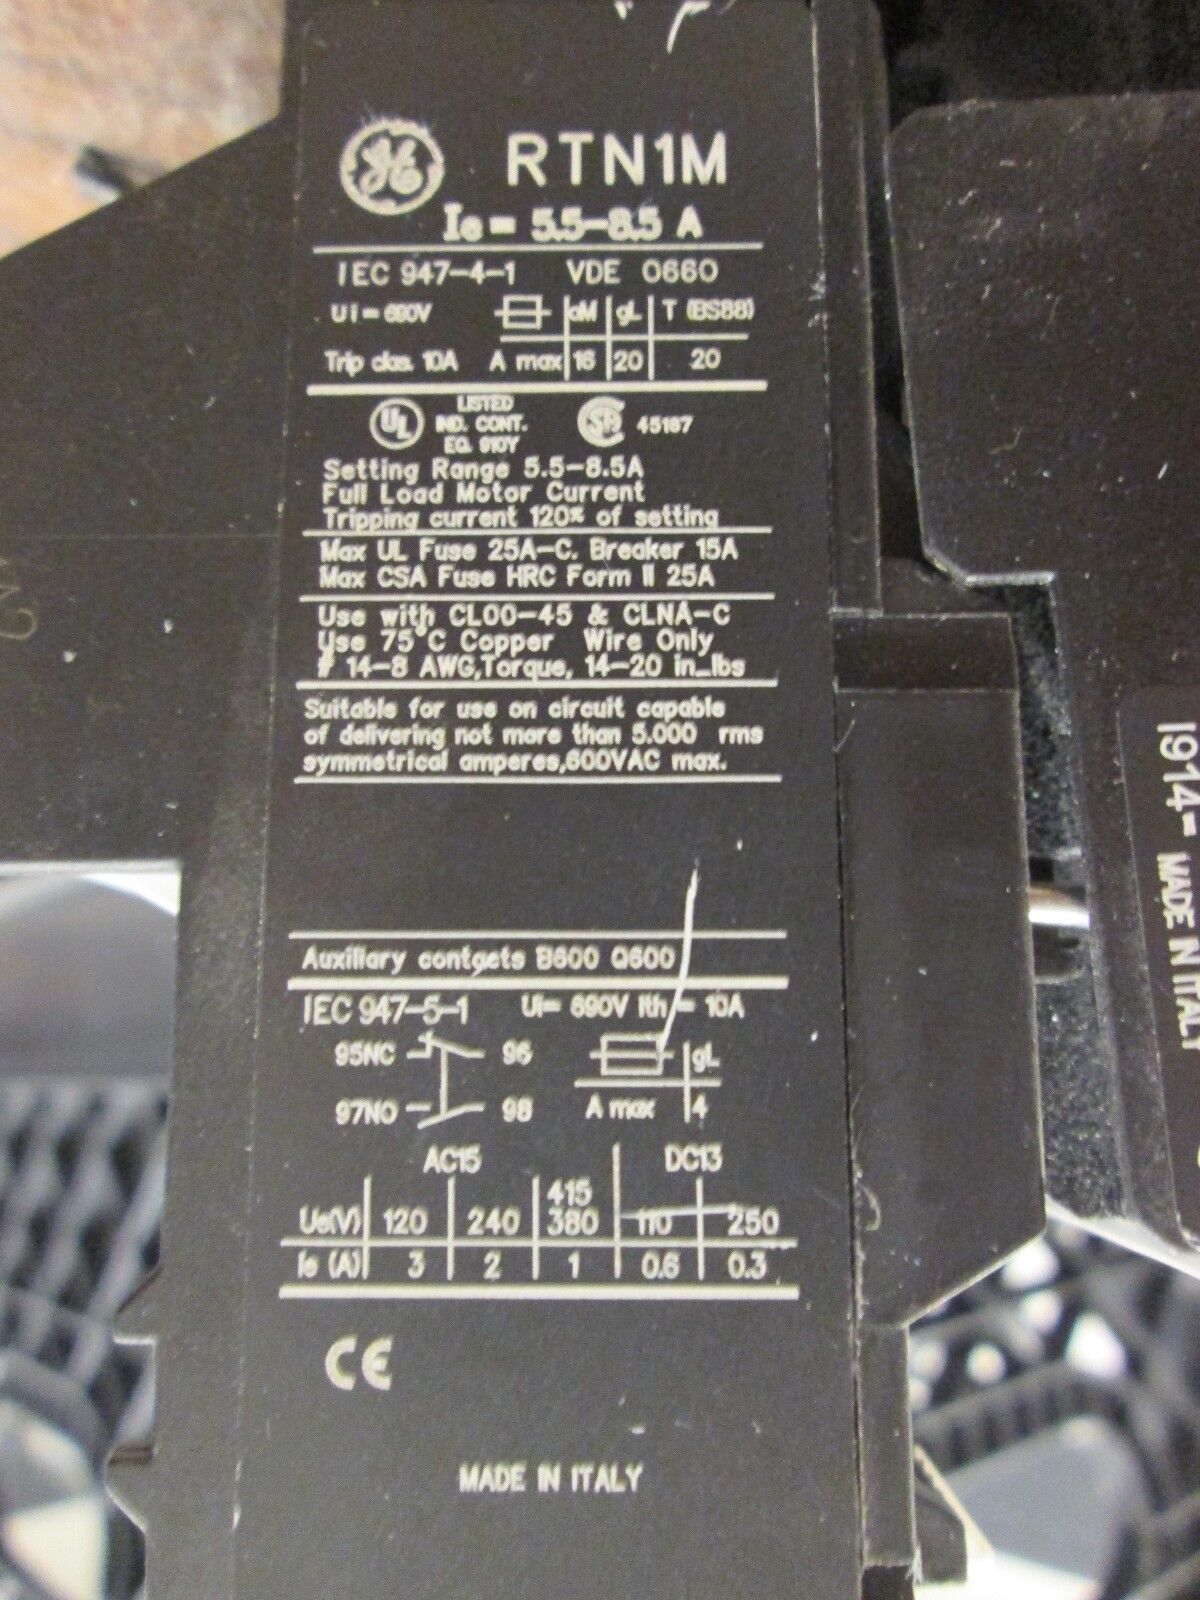 GE RTN1M
Ie = 5.5-8.5 A
IEC 947-4-1 VDE 0660
Ui = 690V aM gL T (BS88)
Trip clas. 10A A max 16 20 20
UL LISTED
IND. CONT.
EQ. 910Y
SA 45187
Setting Range 5.5-8.5A
Full Load Motor Current
Tripping current 120% of setting
Max UL Fuse 25A-C. Breaker 15A
Max CSA Fuse HRC Form II 25A
Use with CL00-45 & CLNA-C
Use 75°C Copper Wire Only
# 14-8 AWG,Torque, 14-20 in_lbs
Suitable for use on circuit capable
of delivering not more than 5.000 rms
symmetrical amperes,600VAC max.
Auxiliary contacts B600 Q600
IEC 947-5-1 Ui= 690V Ith = 10A
95NC 96 gL
97NO 98 A max 4
AC15 DC13
415
Ue(V) 120 240 380 110 250
Ie (A) 3 2 1 0.6 0.3
CE
MADE IN ITALY
1914- MADE IN ITALY